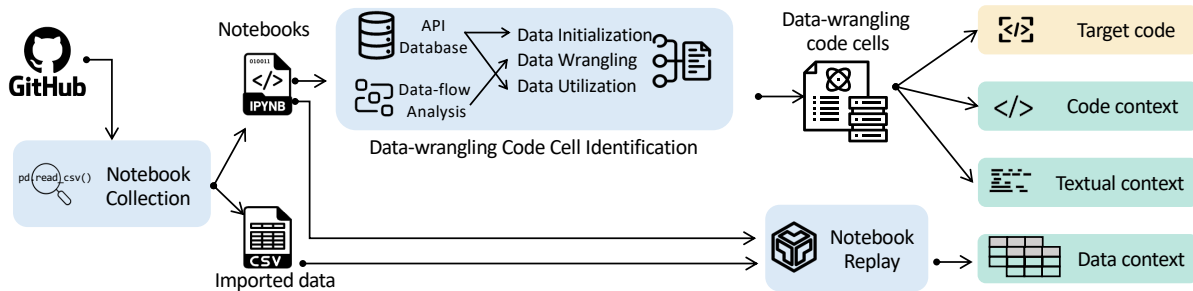 GitHub
pd.read_csv()
Notebook
Collection
Notebooks
010011
</>
IPYNB
CSV
Imported data
API
Database
Data-flow
Analysis
Data Initialization
Data Wrangling
Data Utilization
Data-wrangling Code Cell Identification
Data-wrangling
code cells
Notebook
Replay
</>
Target code
</>
Code context
Textual context
Data context